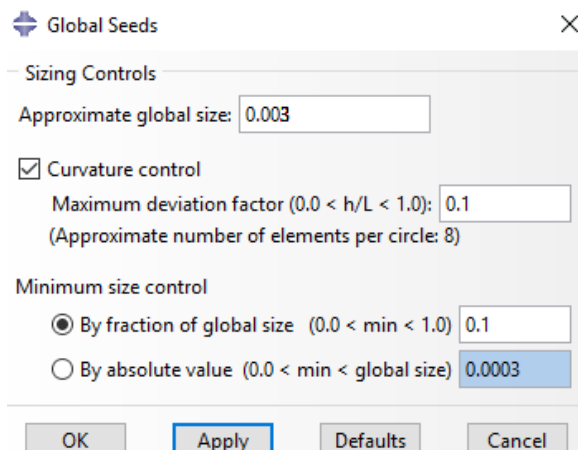 Global Seeds
Sizing Controls
Approximate global size: 0.003
Curvature control
Maximum deviation factor (0.0 < h/L < 1.0): 0.1
(Approximate number of elements per circle: 8)
Minimum size control
By fraction of global size (0.0 < min < 1.0) 0.1
By absolute value (0.0 < min < global size) 0.0003
OK Apply Defaults Cancel